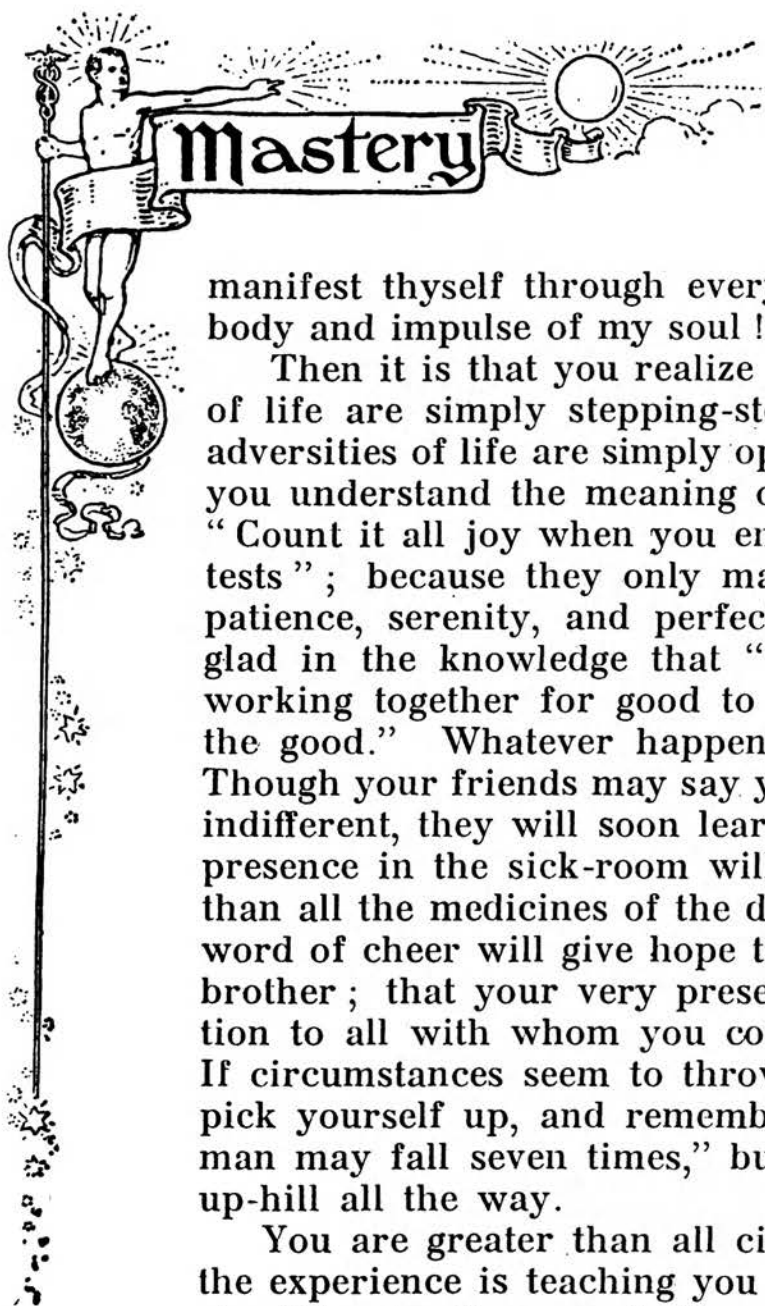 Mastery
manifest thyself through every
body and impulse of my soul !
Then it is that you realize
of life are simply stepping-st
adversities of life are simply op
you understand the meaning o
“ Count it all joy when you en
tests ” ; because they only ma
patience, serenity, and perfec
glad in the knowledge that “
working together for good to
the good.” Whatever happen
Though your friends may say y
indifferent, they will soon lear
presence in the sick-room wil
than all the medicines of the d
word of cheer will give hope t
brother ; that your very prese
tion to all with whom you co
If circumstances seem to throw
pick yourself up, and rememb
man may fall seven times,” bu
up-hill all the way.
You are greater than all ci
the experience is teaching you